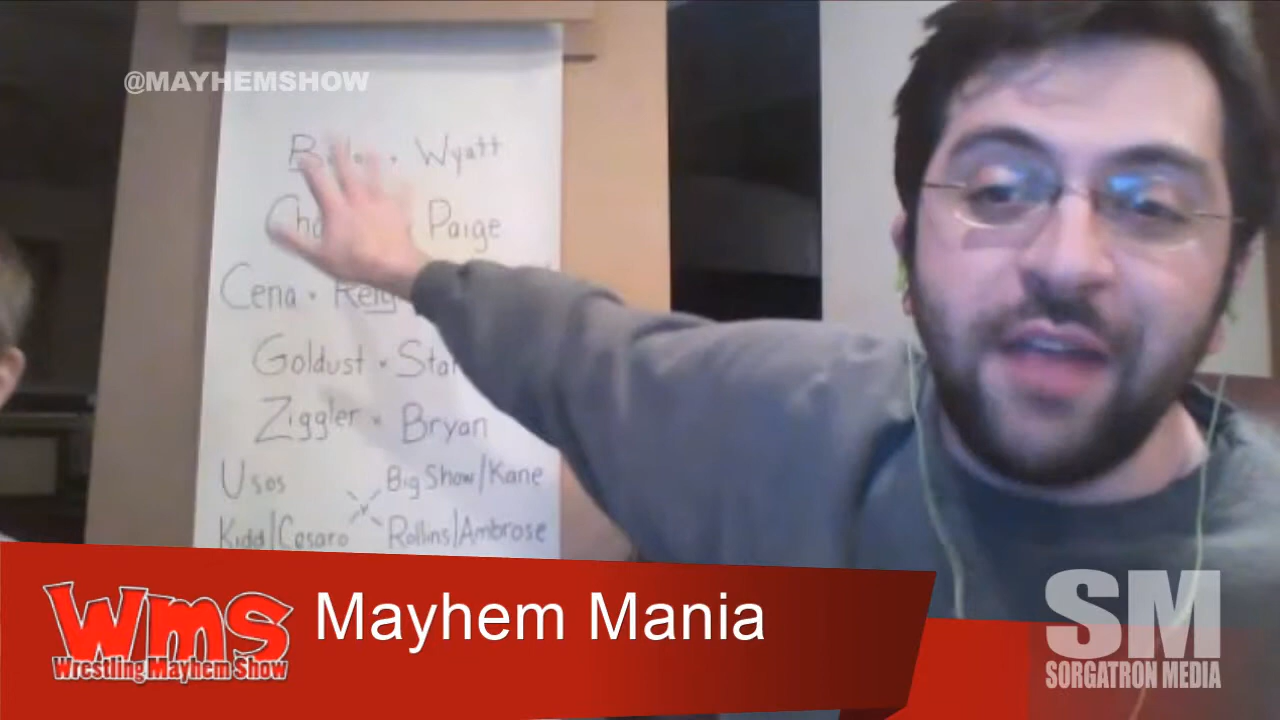 @MAYHEMSHOW
Wyatt
Paige
Cena
Goldust
Ziggler • Bryan
Usos Big Show/Kane
Kidd/Cesaro Rollins/Ambrose
Wms Mayhem Mania
Wrestling Mayhem Show
SM
SORGATRON MEDIA